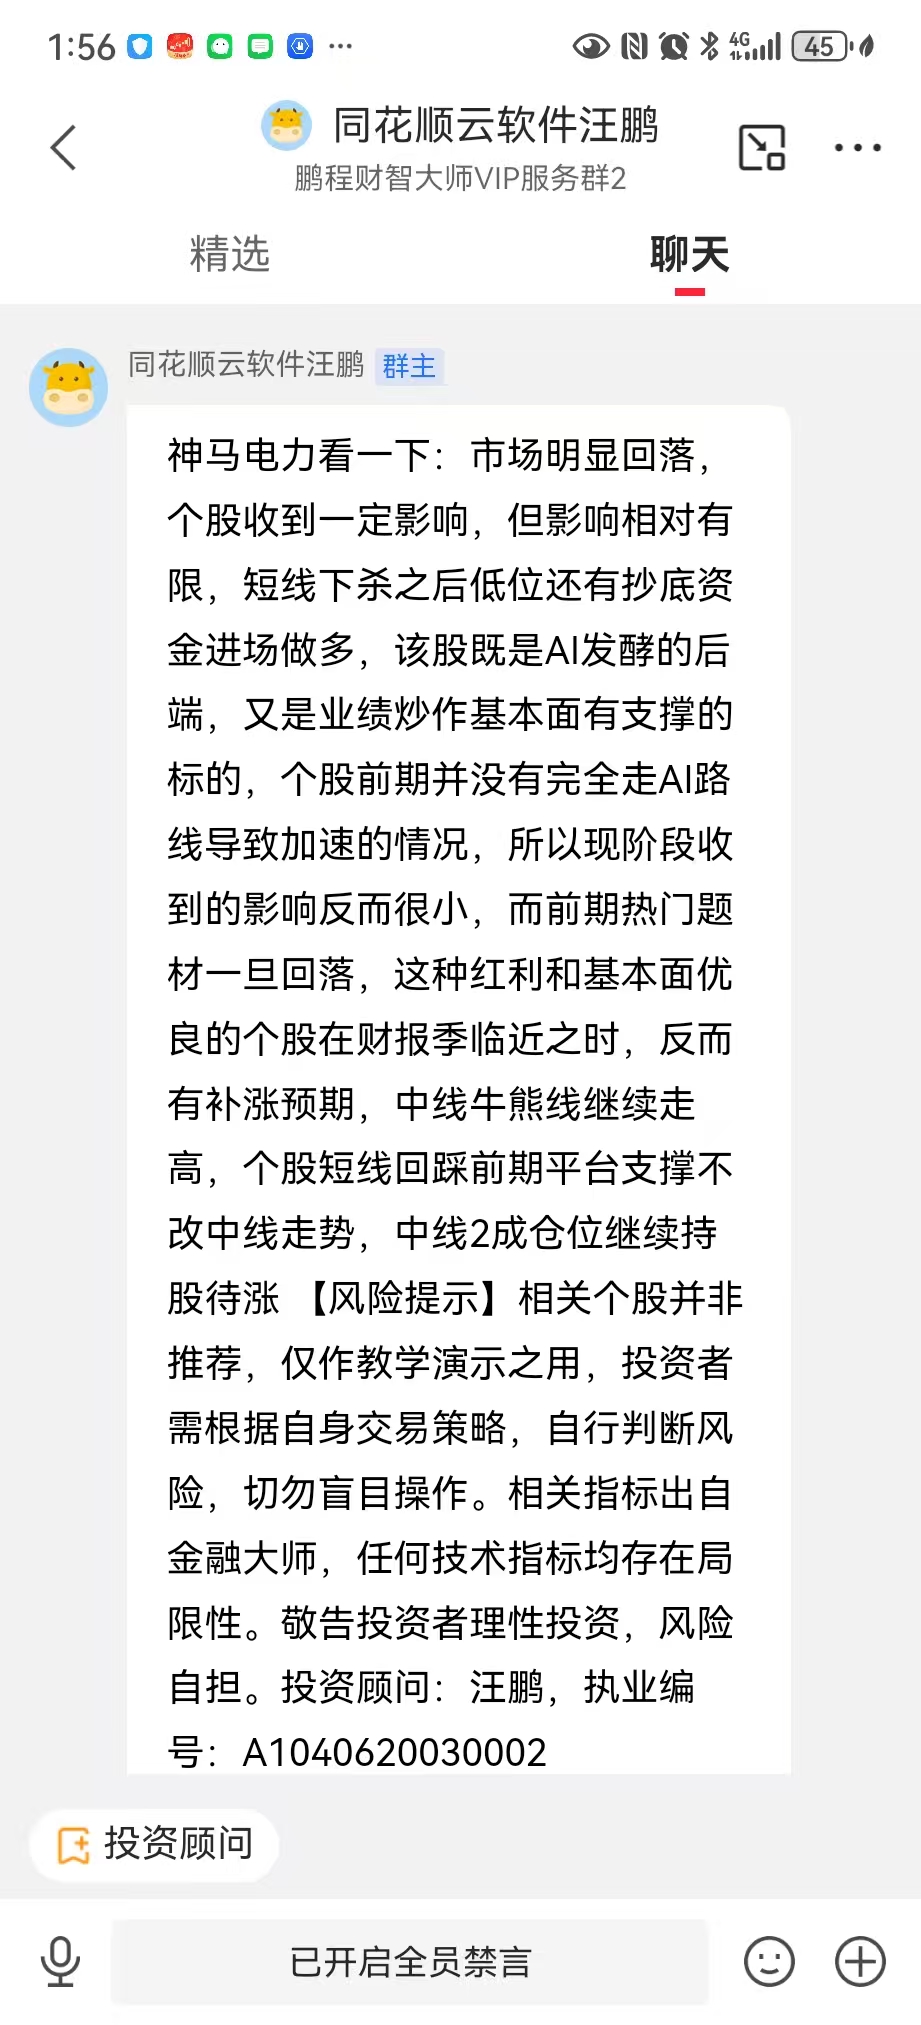 1:56
4G
45
同花顺云软件汪鹏
鹏程财智大师VIP服务群2
精选
聊天
同花顺云软件汪鹏 群主
神马电力看一下：市场明显回落，
个股收到一定影响，但影响相对有
限，短线下杀之后低位还有抄底资
金进场做多，该股既是AI发酵的后
端，又是业绩炒作基本面有支撑的
标的，个股前期并没有完全走AI路
线导致加速的情况，所以现阶段收
到的影响反而很小，而前期热门题
材一旦回落，这种红利和基本面优
良的个股在财报季临近之时，反而
有补涨预期，中线牛熊线继续走
高，个股短线回踩前期平台支撑不
改中线走势，中线2成仓位继续持
股待涨 【风险提示】相关个股并非
推荐，仅作教学演示之用，投资者
需根据自身交易策略，自行判断风
险，切勿盲目操作。相关指标出自
金融大师，任何技术指标均存在局
限性。敬告投资者理性投资，风险
自担。投资顾问：汪鹏，执业编
号：A1040620030002
投资顾问
已开启全员禁言